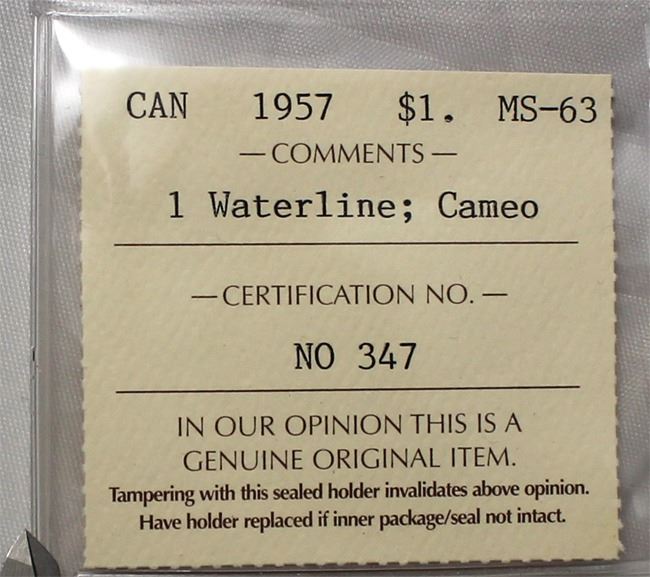 CAN 1957 $1. MS-63
— COMMENTS —
1 Waterline; Cameo
— CERTIFICATION NO. —
NO 347
IN OUR OPINION THIS IS A
GENUINE ORIGINAL ITEM.
Tampering with this sealed holder invalidates above opinion.
Have holder replaced if inner package/seal not intact.